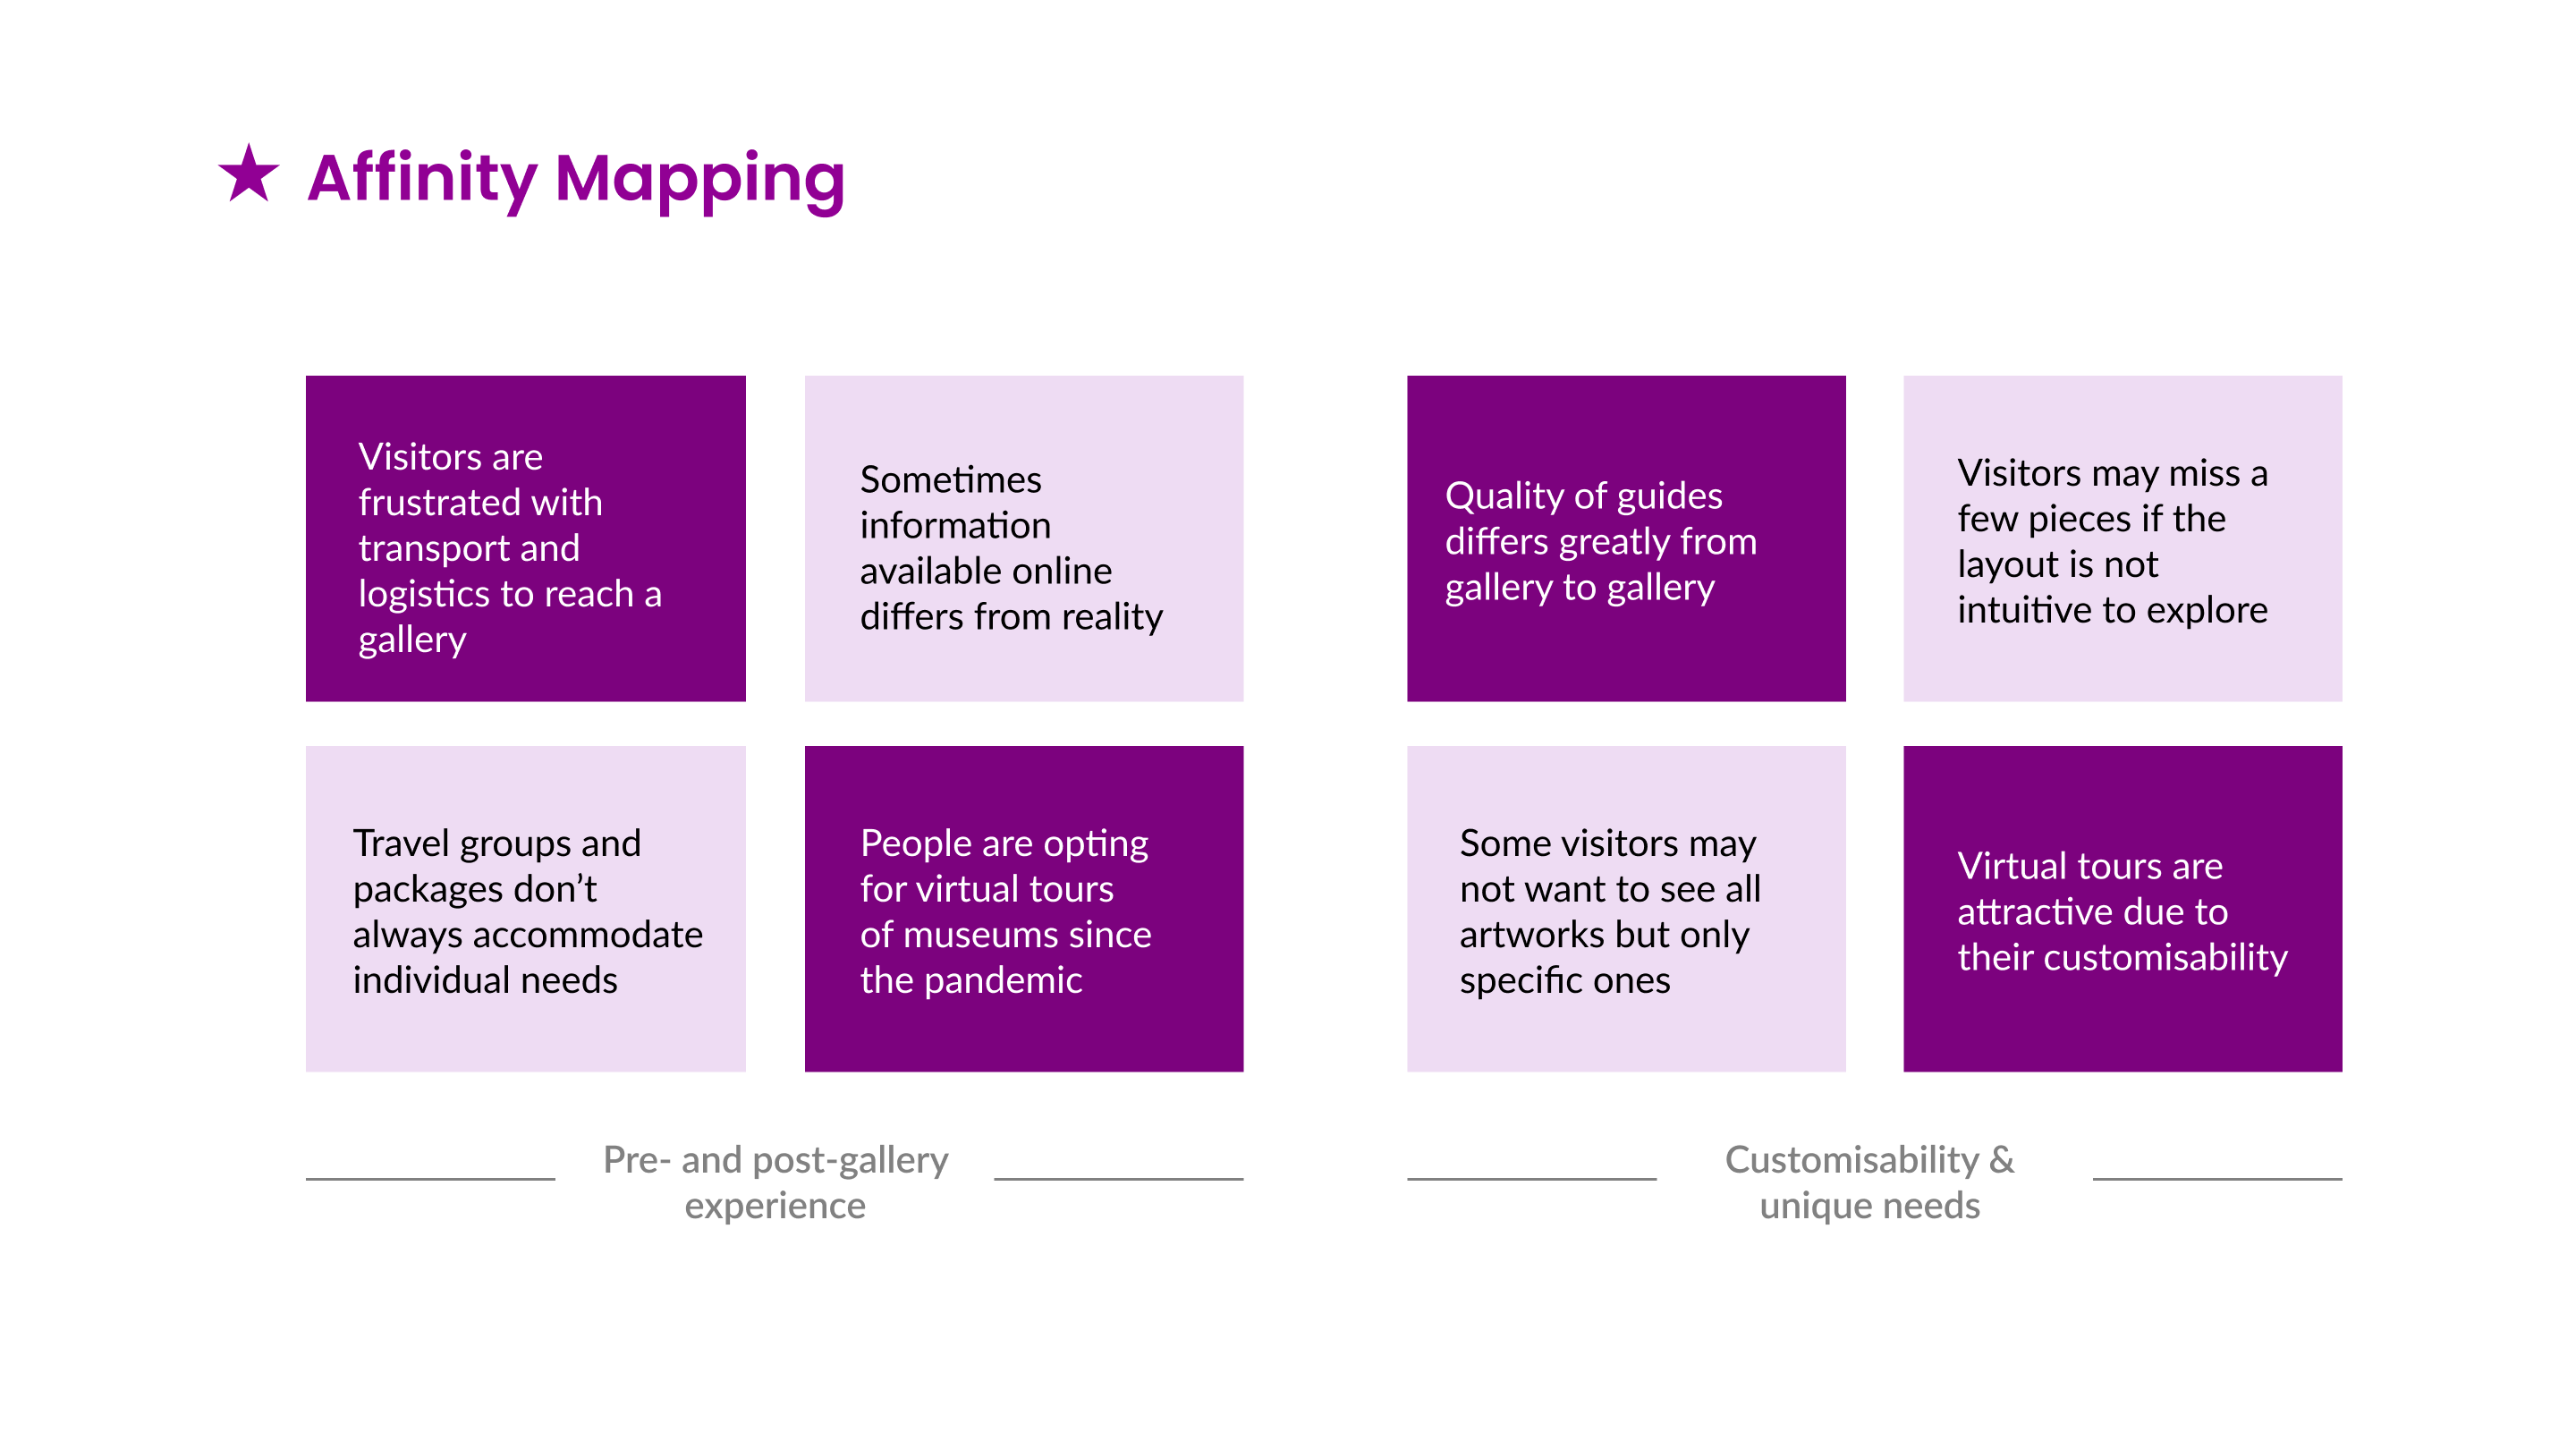 Affinity Mapping
Visitors are
frustrated with
transport and
logistics to reach a
gallery
Sometimes
information
available online
differs from reality
Travel groups and
packages don’t
always accommodate
individual needs
People are opting
for virtual tours
of museums since
the pandemic
Pre- and post-gallery
experience
Quality of guides
differs greatly from
gallery to gallery
Visitors may miss a
few pieces if the
layout is not
intuitive to explore
Some visitors may
not want to see all
artworks but only
specific ones
Virtual tours are
attractive due to
their customisability
Customisability &
unique needs